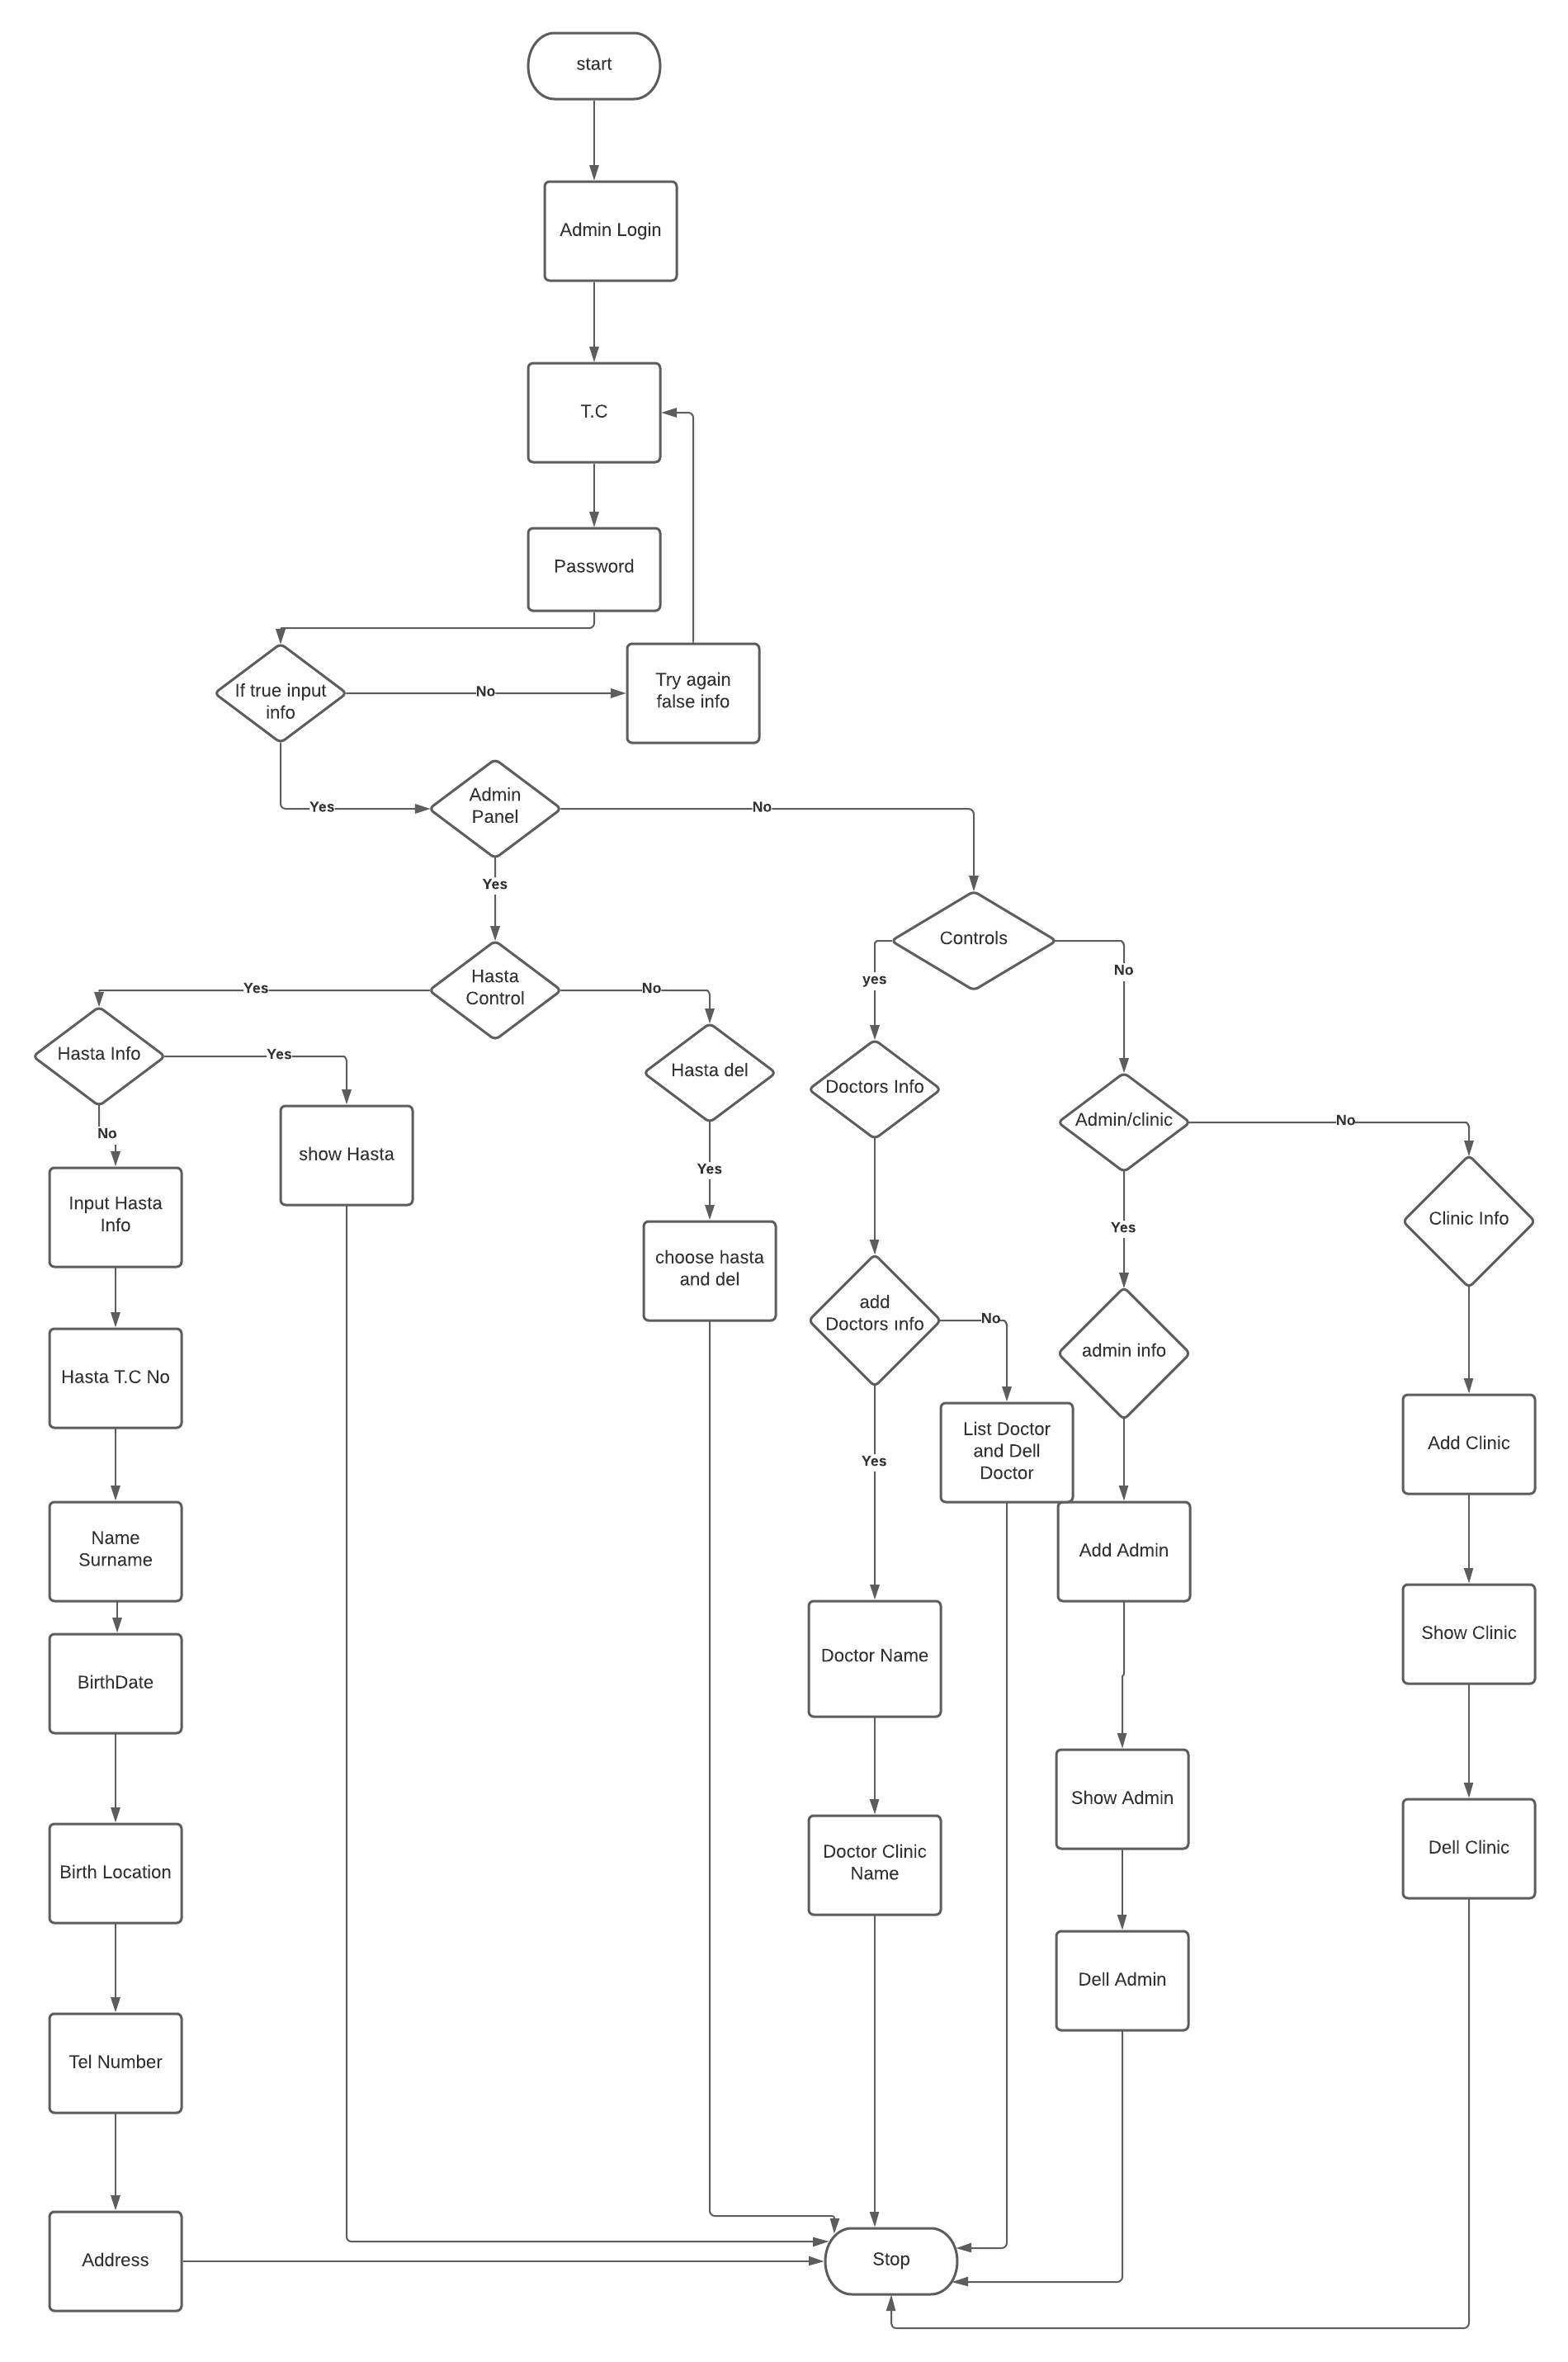 start
Admin Login
T.C
Password
If true input
info
No
Try again
false info
Yes
Admin
Panel
No
Yes
Controls
Hasta
Control
Yes
No
yes
No
Hasta Info
Yes
Hasta del
Doctors Info
Admin/clinic
No
No
show Hasta
Yes
Input Hasta
Info
Yes
Clinic Info
choose hasta
and del
add
Doctors ınfo
No
admin info
Hasta T.C No
List Doctor
and Dell
Doctor
Yes
Add Clinic
Name
Surname
Add Admin
Show Clinic
BirthDate
Doctor Name
Show Admin
Birth Location
Doctor Clinic
Name
Dell Clinic
Dell Admin
Tel Number
Address
Stop